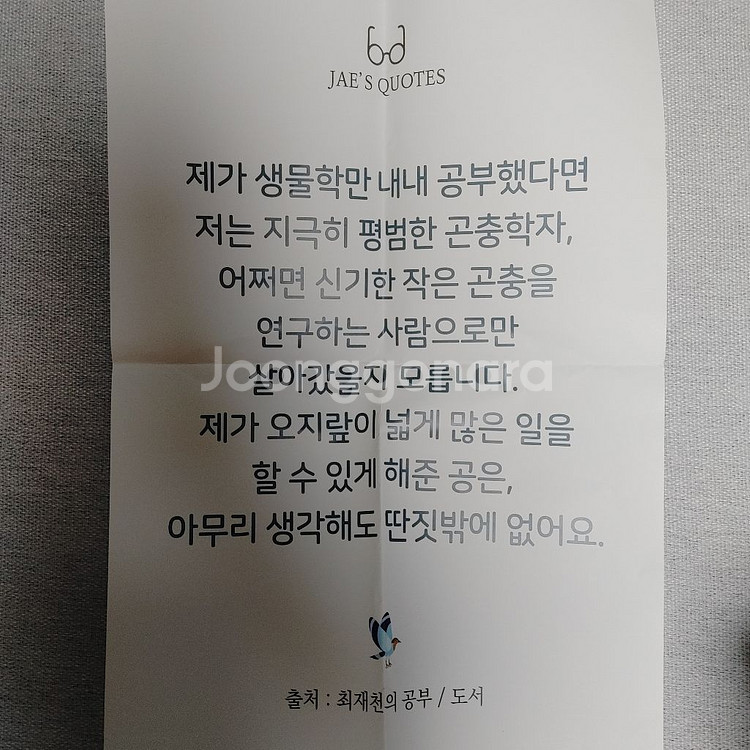 JAE'S QUOTES
제가 생물학만 내내 공부했다면
저는 지극히 평범한 곤충학자,
어쩌면 신기한 작은 곤충을
연구하는 사람으로만
살아갔을지 모릅니다.
Joonggonara
제가 오지랖이 넓게 많은 일을
할 수 있게 해준 공은,
아무리 생각해도 딴짓밖에 없어요.
출처 : 최재천의 공부 / 도서